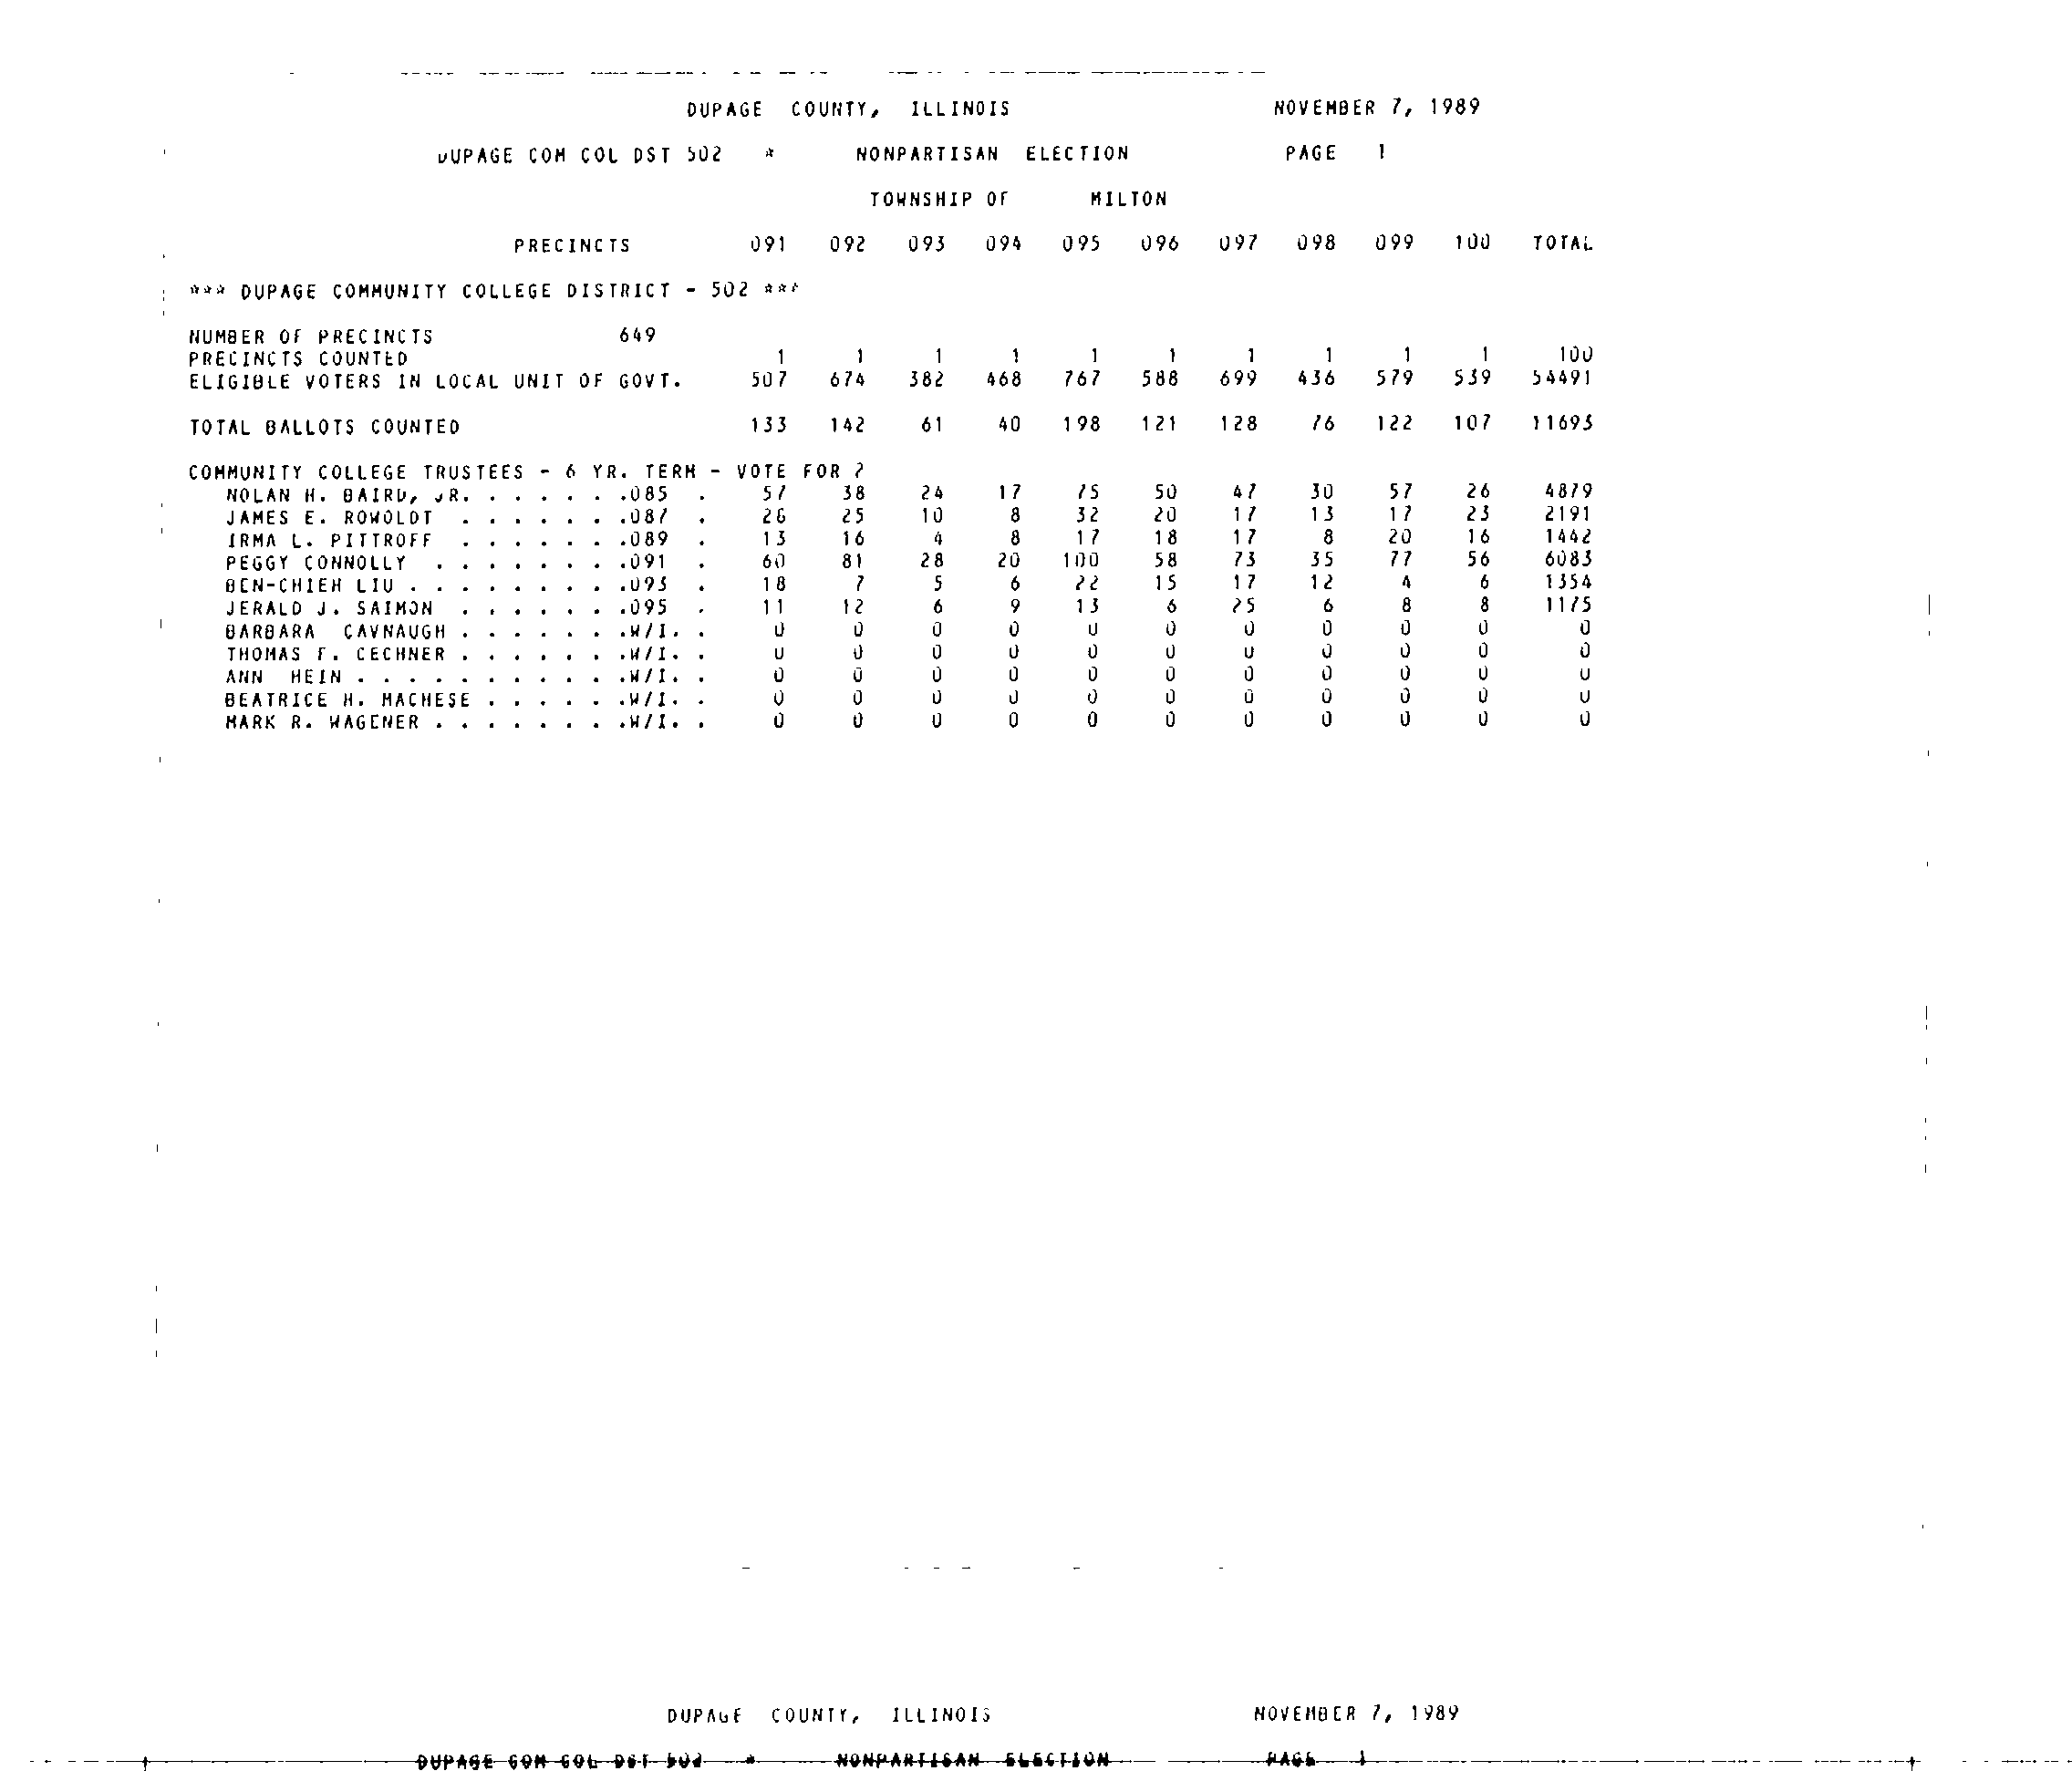 DUPAGE COUNTY, ILLINOIS NOVEMBER 7, 1989
DUPAGE COM COL DST 502 * NONPARTISAN ELECTION PAGE 1
TOWNSHIP OF MILTON
PRECINCTS 091 092 093 094 095 096 097 098 099 100 TOTAL
*** DUPAGE COMMUNITY COLLEGE DISTRICT - 502 ***
NUMBER OF PRECINCTS 649
PRECINCTS COUNTED 1 1 1 1 1 1 1 1 1 1 100
ELIGIBLE VOTERS IN LOCAL UNIT OF GOVT. 507 674 382 468 767 588 699 436 579 539 54491
TOTAL BALLOTS COUNTED 133 142 61 40 198 121 128 76 122 107 11693
COMMUNITY COLLEGE TRUSTEES - 6 YR. TERM - VOTE FOR 2
NOLAN H. BAIRD, JR. . . . . . .085 . 57 38 24 17 75 50 47 30 57 26 4879
JAMES E. ROWOLDT . . . . . . .087 . 26 25 10 8 32 20 17 13 17 23 2191
IRMA L. PITTROFF . . . . . . .089 . 13 16 4 8 17 18 17 8 20 16 1442
PEGGY CONNOLLY . . . . . . . .091 . 60 81 28 20 100 58 73 35 77 56 6083
BEN-CHIEH LIU . . . . . . . . .093 . 18 7 5 6 22 15 17 12 4 6 1354
JERALD J. SAIMON . . . . . . .095 . 11 12 6 9 13 6 25 6 8 8 1175
BARBARA CAVNAUGH . . . . . . .W/I. . 0 0 0 0 0 0 0 0 0 0 0
THOMAS F. CECHNER . . . . . . .W/I. . 0 0 0 0 0 0 0 0 0 0 0
ANN HEIN . . . . . . . . . . .W/I. . 0 0 0 0 0 0 0 0 0 0 0
BEATRICE H. MACHESE . . . . . .W/I. . 0 0 0 0 0 0 0 0 0 0 0
MARK R. WAGENER . . . . . . . .W/I. . 0 0 0 0 0 0 0 0 0 0 0
DUPAGE COUNTY, ILLINOIS NOVEMBER 7, 1989
DUPAGE COM COL DST 502 * NONPARTISAN ELECTION PAGE 1